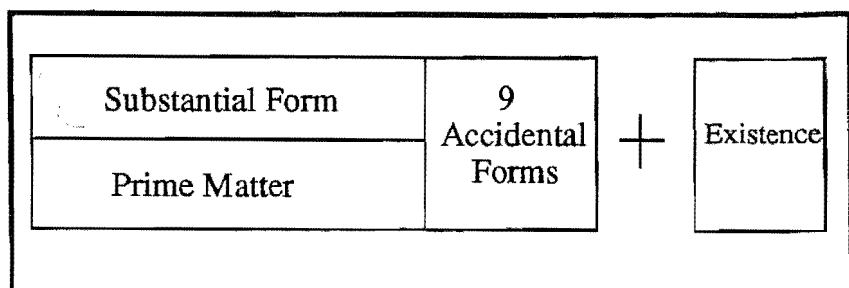 Substantial Form
Prime Matter
9
Accidental
Forms
+
Existence